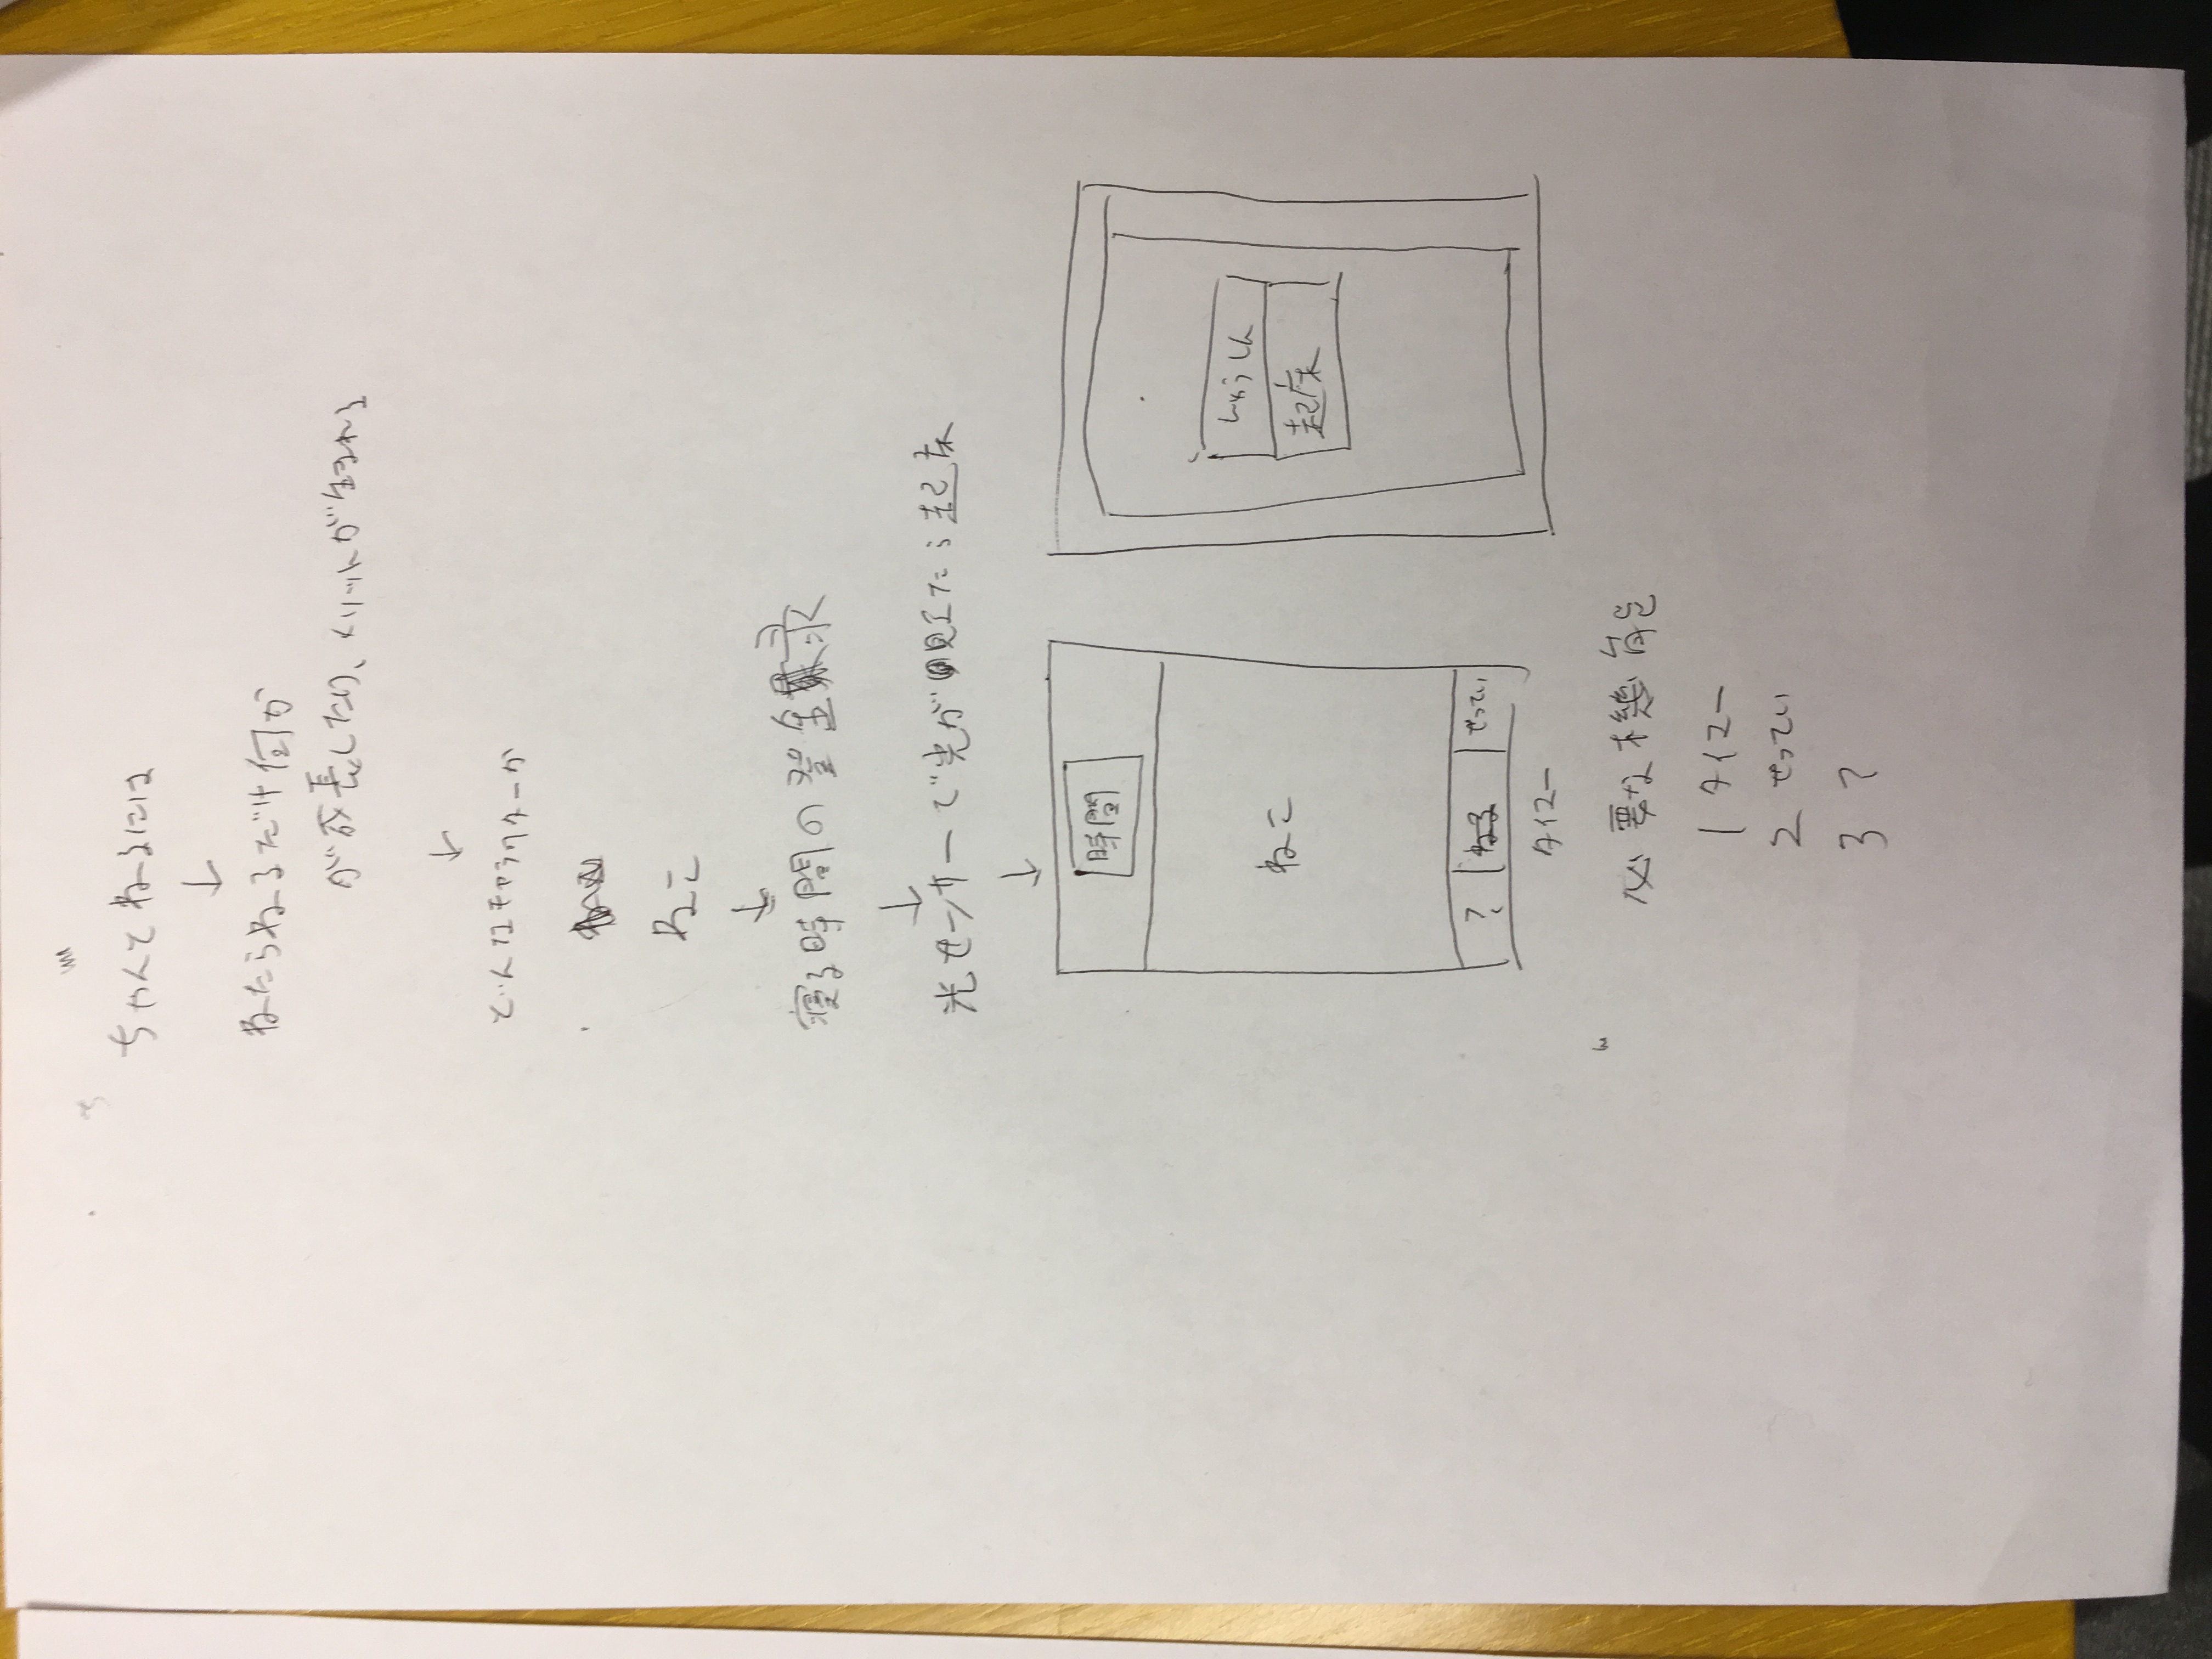 ちゃんとねるには
↓
ねたらねるだけ何か
が成長したり、メリットが生まれる
↓
どんなキャラクターか
ねこ
↓
寝る時間の登録
↓
光センサーで光が見えたら起床
↓
時間
ねこ
? ねる せってい
タイマー
しゅうしん
起床
必要な機能
1 タイマー
2 せってい
3 ?